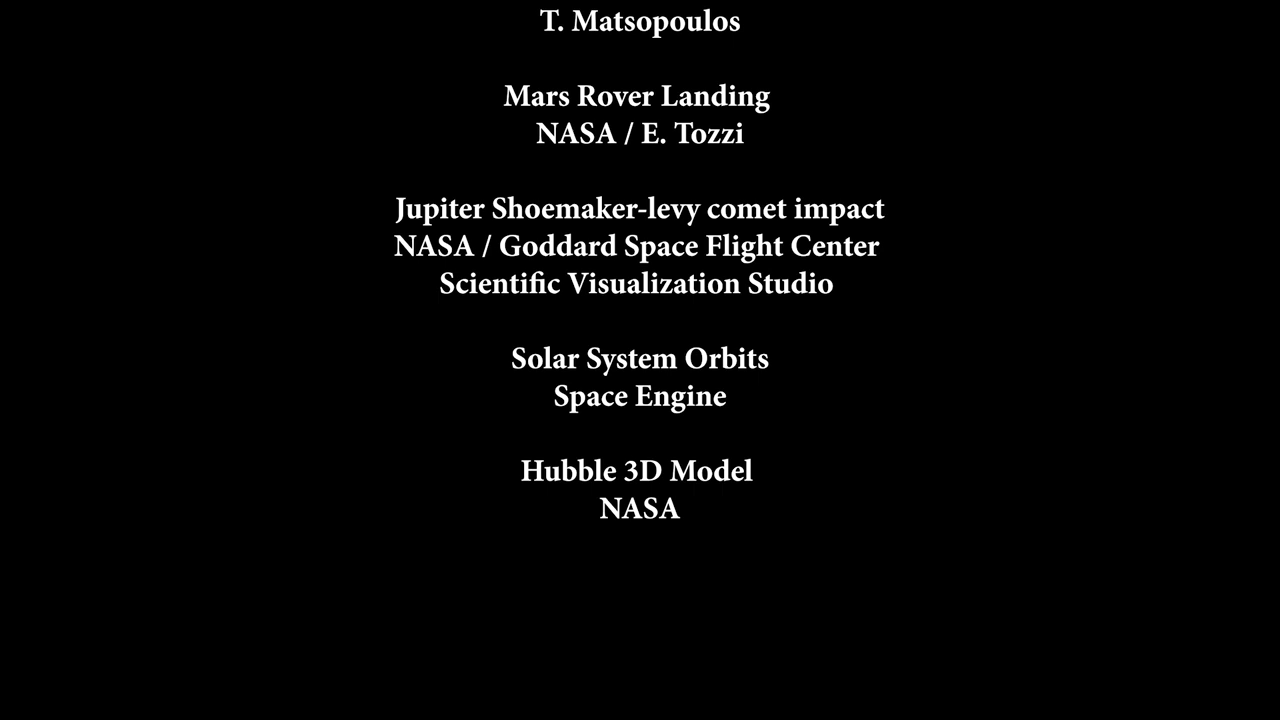 T. Matsopoulos
Mars Rover Landing
NASA / E. Tozzi
Jupiter Shoemaker-levy comet impact
NASA / Goddard Space Flight Center
Scientific Visualization Studio
Solar System Orbits
Space Engine
Hubble 3D Model
NASA